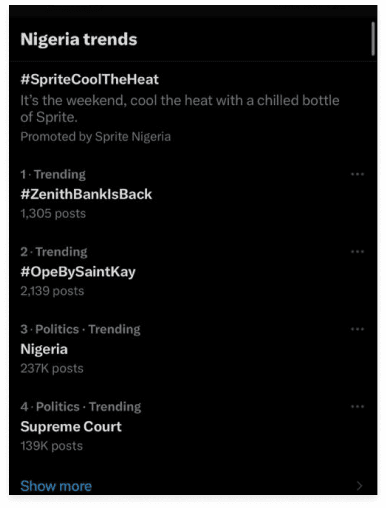 Nigeria trends
#SpriteCoolTheHeat
It's the weekend, cool the heat with a chilled bottle
of Sprite.
Promoted by Sprite Nigeria
1 · Trending
#ZenithBankIsBack
1,305 posts
2 · Trending
#OpeBySaintKay
2,139 posts
3 · Politics · Trending
Nigeria
237K posts
4 · Politics · Trending
Supreme Court
139K posts
Show more